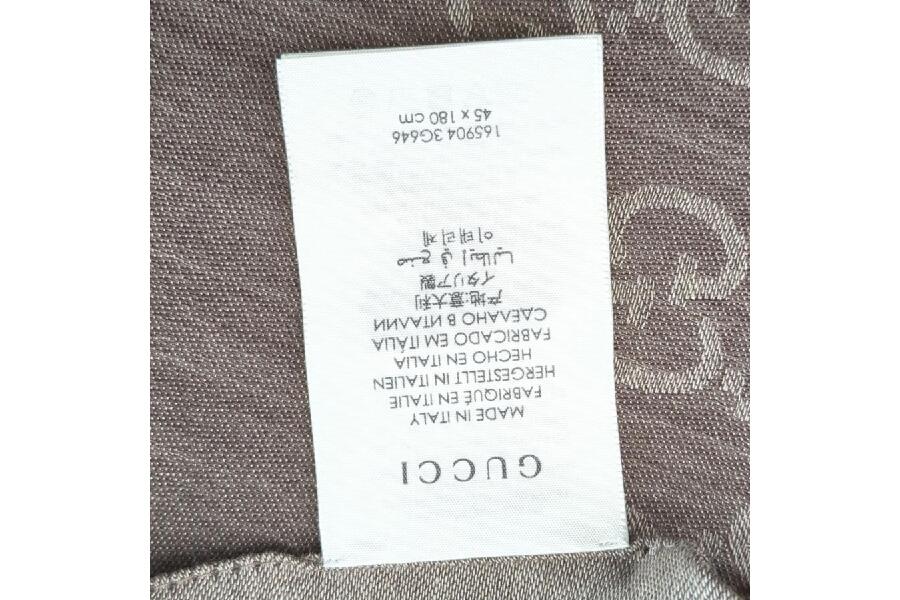 GUCCI
MADE IN ITALY
FABRIQUÉ EN ITALIE
HERGESTELLT IN ITALIEN
HECHO EN ITALIA
FABRICADO EM ITÁLIA
СДЕЛАНО В ИТАЛИИ
产地:意大利
イタリア製
صنع في إيطاليا
이태리제
165904 3G646
45 x 180 cm